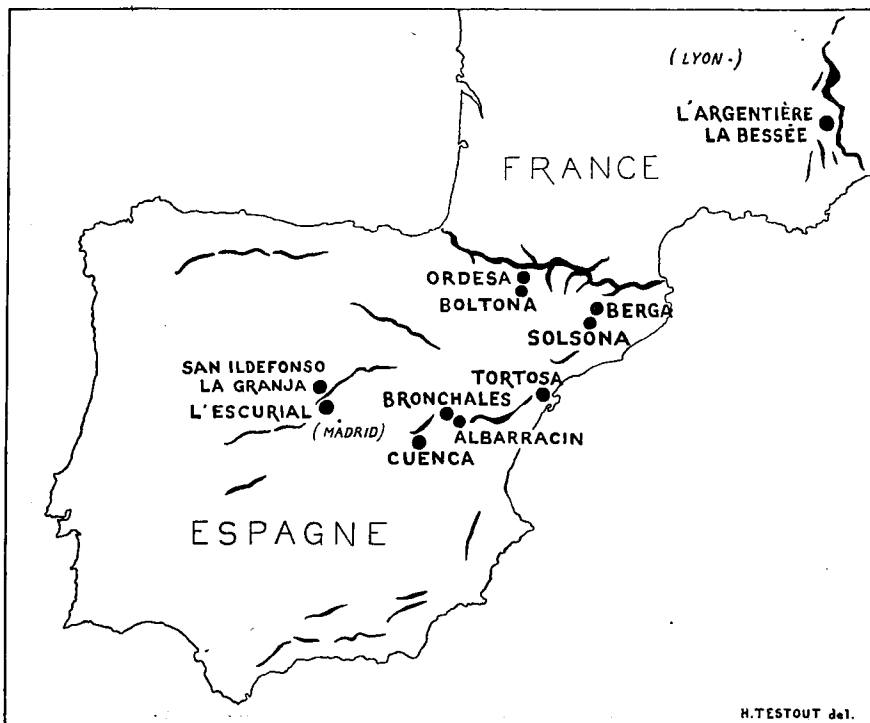 (LYON.)
L'ARGENTIÈRE
LA BESSÉE
FRANCE
ORDESA
BOLTONA
BERGA
SOLSONA
SAN ILDEFONSO
LA GRANJA
TORTOSA
BRONCHALES
L'ESCURIAL
(MADRID)
ALBARRACIN
CUENCA
ESPAGNE
H.TESTOUT del.